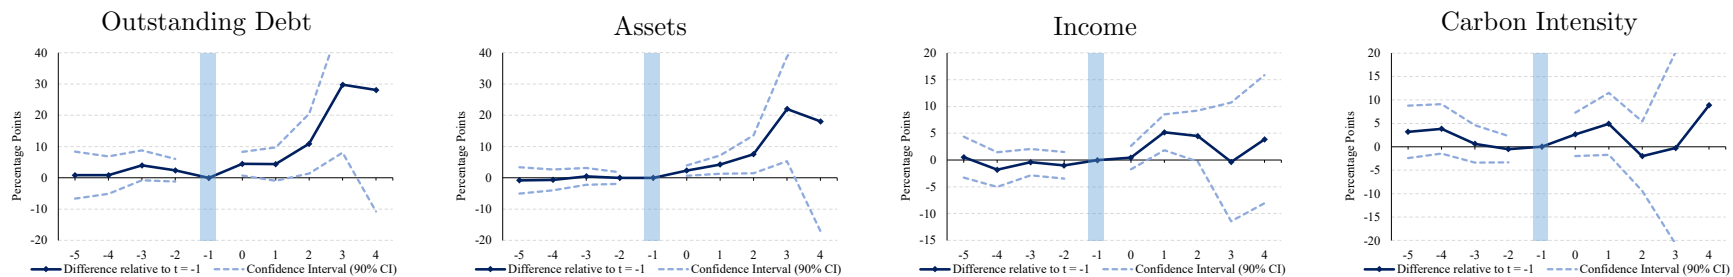 Outstanding Debt
Percentage Points
40
30
20
10
0
-10
-20
-5 -4 -3 -2 -1 0 1 2 3 4
Difference relative to t = -1 Confidence Interval (90% CI)
Assets
Percentage Points
40
30
20
10
0
-10
-20
-5 -4 -3 -2 -1 0 1 2 3 4
Difference relative to t = -1 Confidence Interval (90% CI)
Income
Percentage Points
20
15
10
5
0
-5
-10
-15
-5 -4 -3 -2 -1 0 1 2 3 4
Difference relative to t = -1 Confidence Interval (90% CI)
Carbon Intensity
Percentage Points
20
15
10
5
0
-5
-10
-15
-20
-5 -4 -3 -2 -1 0 1 2 3 4
Difference relative to t = -1 Confidence Interval (90% CI)